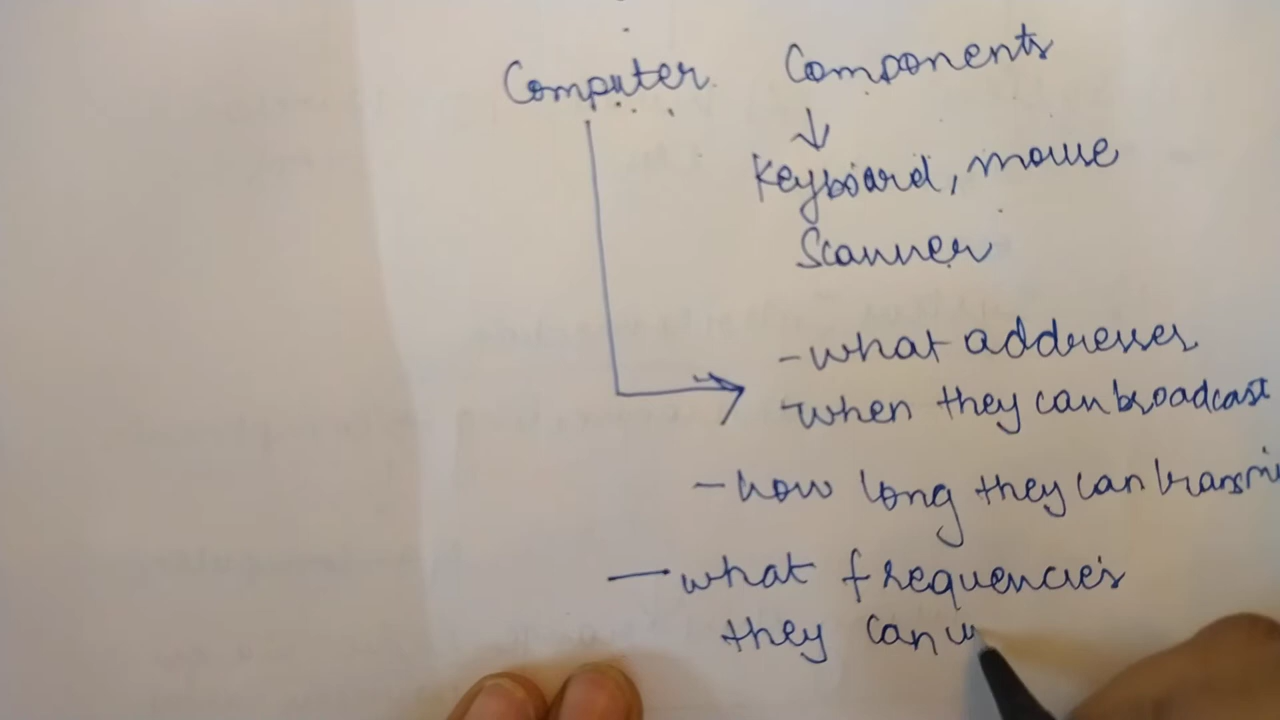 Computer Components
↓
Keyboard, mouse
Scanner
- what addresses
- when they can broadcast
- how long they can transmi
- what frequencies
they can